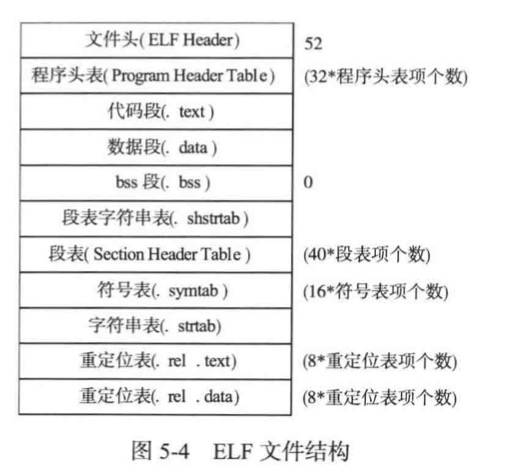 文件头( ELF Header) 52
程序头表( Program Header Table) (32*程序头表项个数)
代码段(. text)
数据段(. data)
bss 段(. bss) 0
段表字符串表(. shstrtab)
段表( Section Header Table) (40*段表项个数)
符号表(. symtab) (16*符号表项个数)
字符串表(. strtab)
重定位表(. rel . text) (8*重定位表项个数)
重定位表(. rel . data) (8*重定位表项个数)
图 5-4 ELF 文件结构